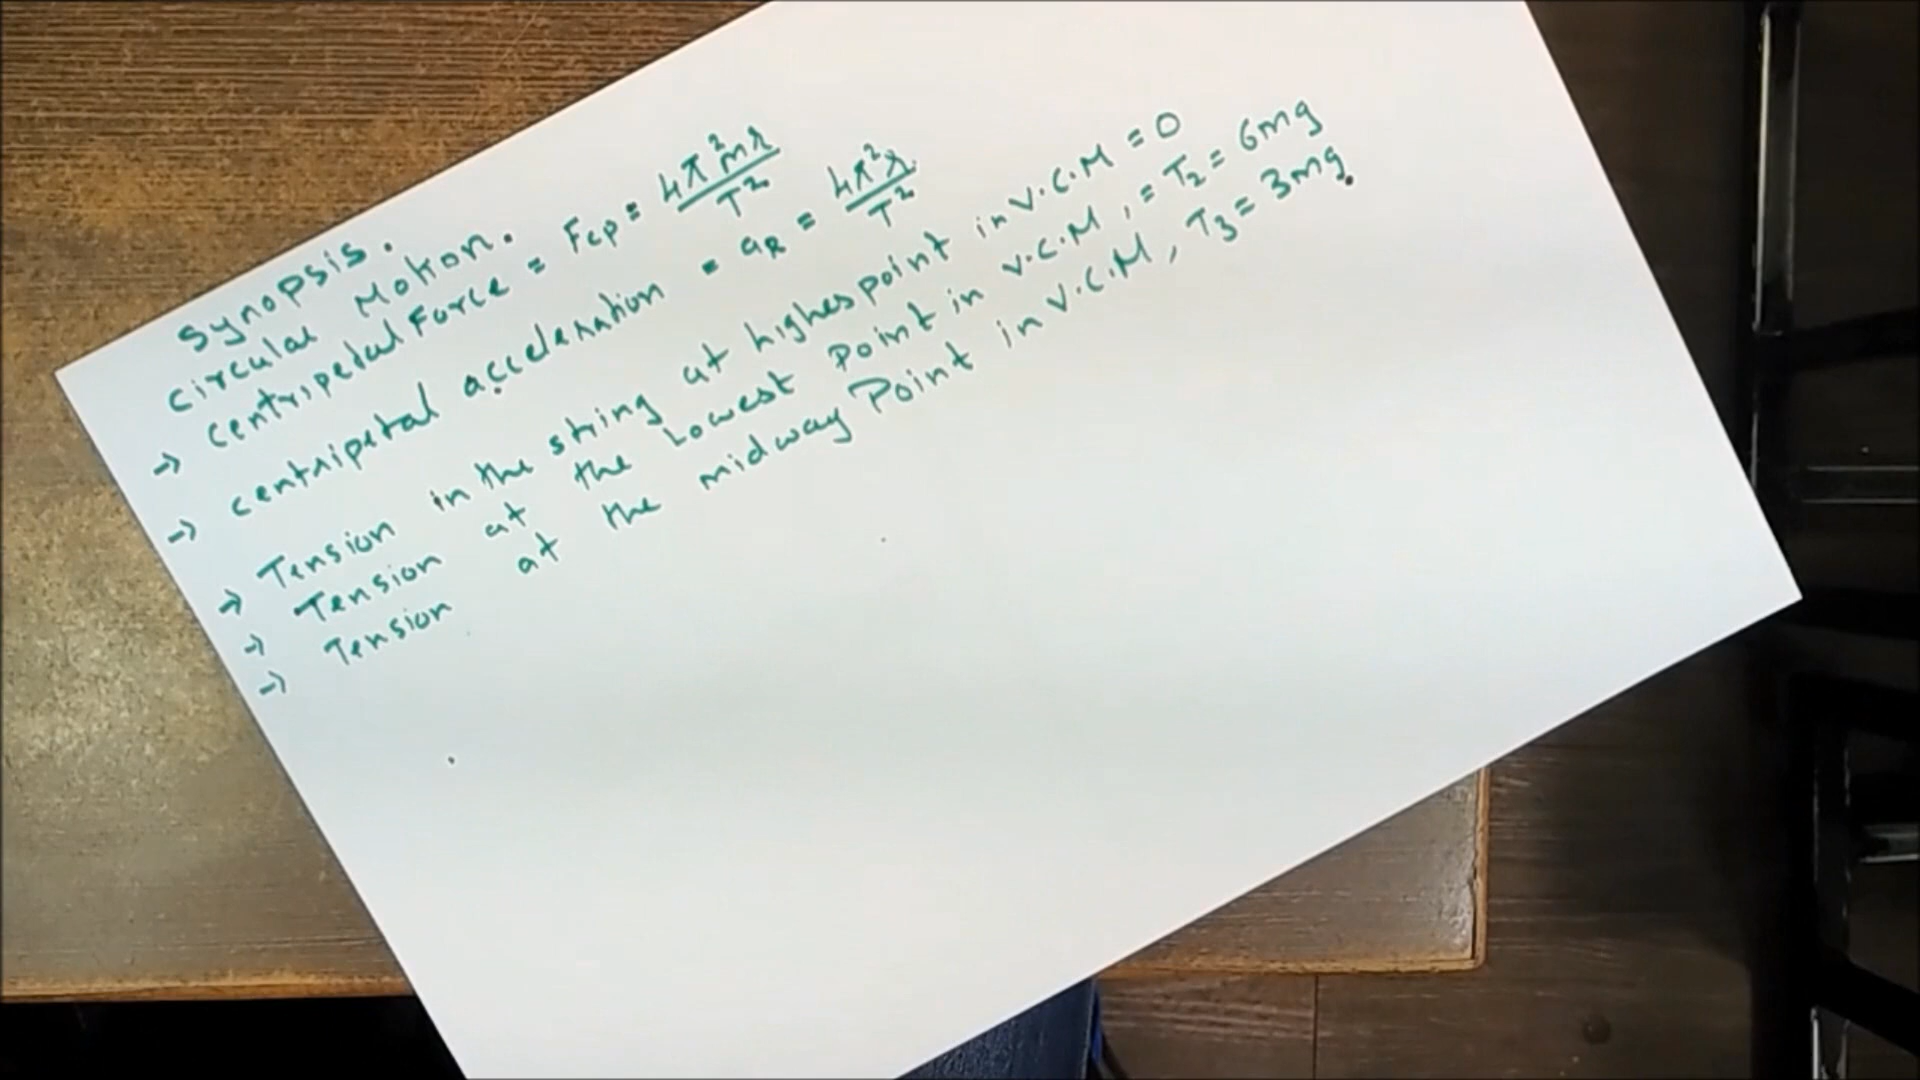 Synopsis.
Circular Motion.
→ Centripetal Force = Fcp = 4π²mr/T²
→ centripetal acceleration = aR = 4π²r/T²
→ Tension in the string at highes point in V.C.M = 0
→ Tension at the Lowest Point in V.C.M, = T2 = 6mg
→ Tension at the midway Point in V.C.M, T3 = 3mg.